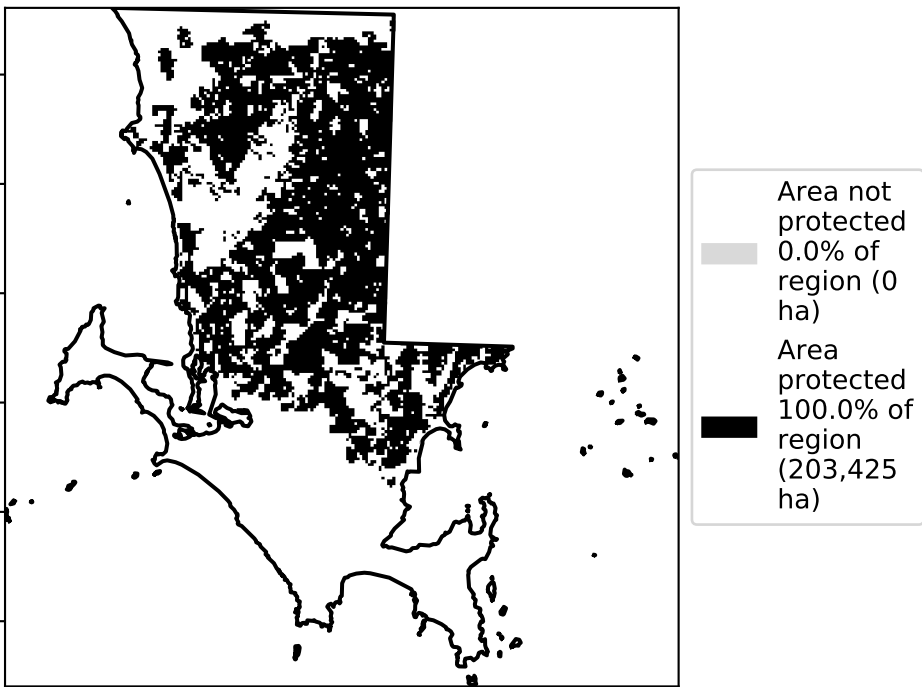 Area not
protected
0.0% of
region (0
ha)
Area
protected
100.0% of
region
(203,425
ha)